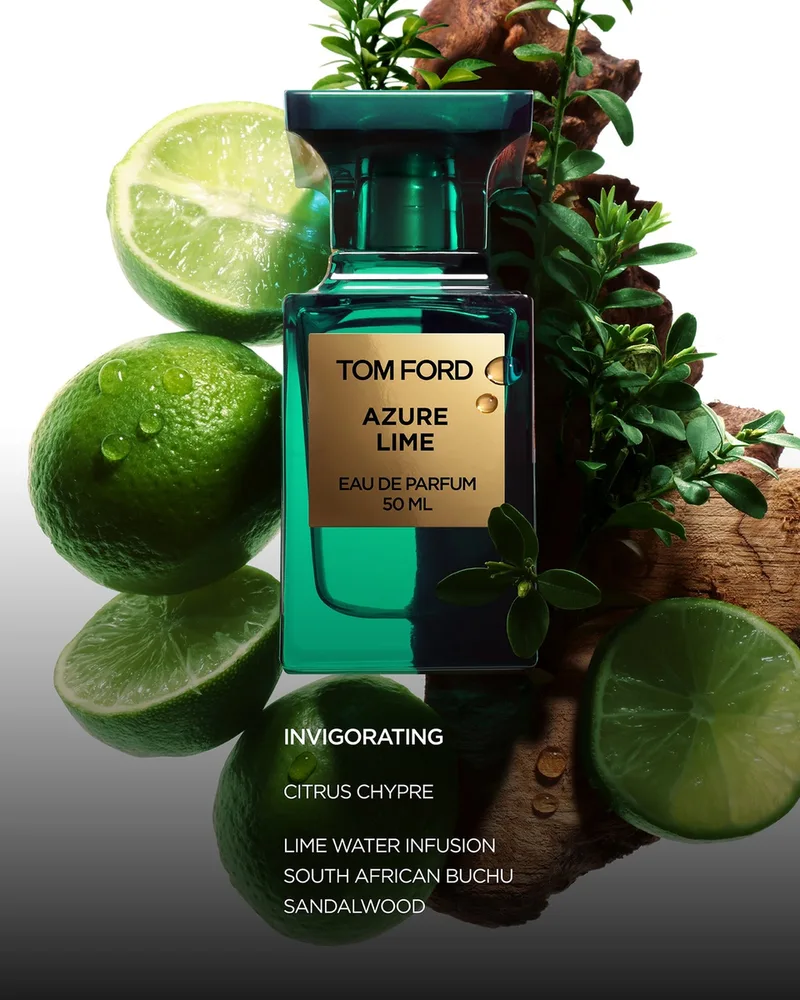 TOM FORD
AZURE
LIME
EAU DE PARFUM
50 ML
INVIGORATING
CITRUS CHYPRE
LIME WATER INFUSION
SOUTH AFRICAN BUCHU
SANDALWOOD